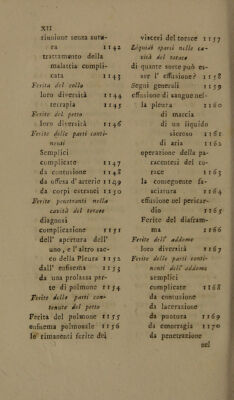 XII
riunione senza sutu-
ra 1142
trattamento della
malattia compli-
cata 1143
Ferita del collo
loro diversità 1144
terrapia 1145
Ferite del petto
loro diversità 1146
Ferite delle parti conti-
nenti
Semplici
complicate 1147
da contusione 1148
da offesa d'arterie 1149
da corpi estranei 1150
Ferite penetranti nella
cavità del torace
diagnosi
complicazione 1151
dell' apertura dell'
uno, e l'altro sac-
co della Pleura 1152
dall' enfisema 1153
da una prolassa par-
te di polmone 1154
Ferite delle parti con-
tenute del petto
Ferita del polmone 1155
enfisema polmonale 1156
le rimanenti ferite dei
visceri del torace 1157
Liquidi sparsi nella ca-
vità del torace
di quante sorte può es-
sere l' effusione? 1158
Segni generali 1159
effusione di sangue nel-
la pleura 1160
di marcia
di un liquido
sieroso 1161
di aria 1162
operazione della pa-
racentesi del to-
race 1163
la conseguente fa-
sciatura 1164
effusione nel pericar-
dio 1165
Ferite del diafram-
ma 1166
Ferite dell' addome
loro diversità 1167
Ferite delle parti conti-
nenti dell' addome
semplici
complicate 1168
da contusione
da lacerazione
da puntura 1169
da emorragia 1170
da penetrazione
nel